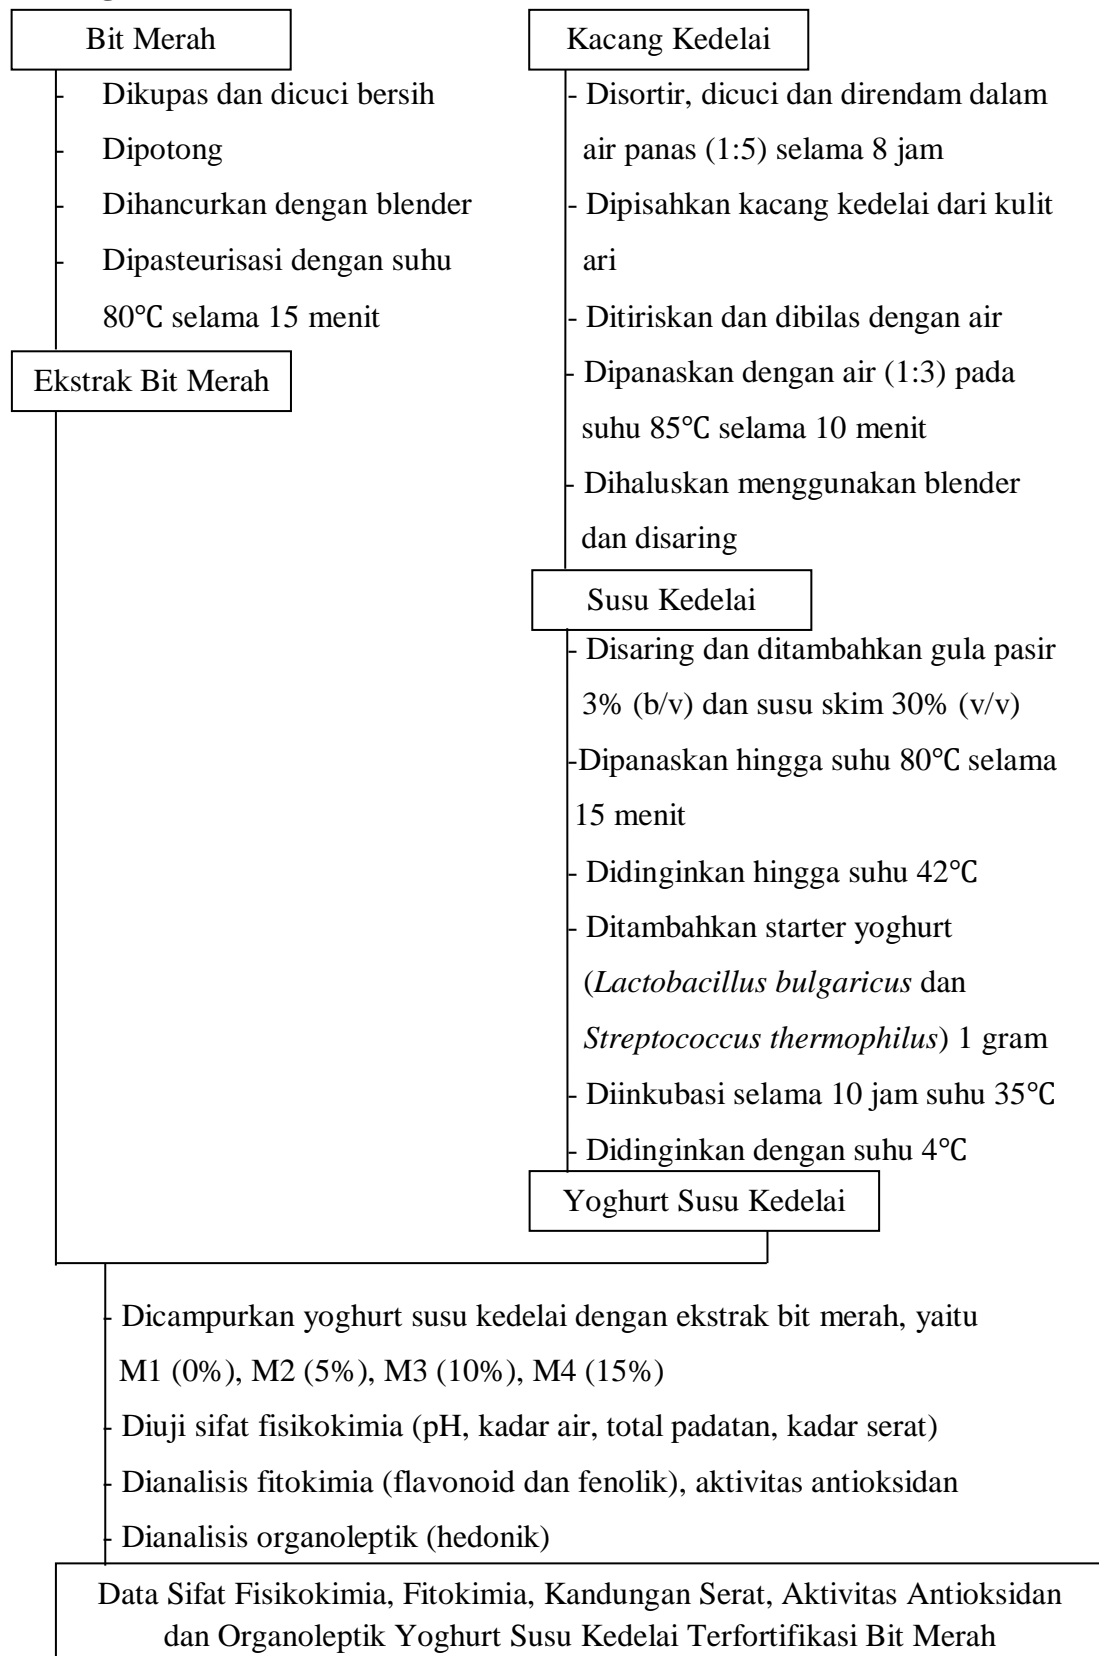 Bit Merah
- Dikupas dan dicuci bersih
- Dipotong
- Dihancurkan dengan blender
- Dipasteurisasi dengan suhu
80℃ selama 15 menit
Ekstrak Bit Merah
Kacang Kedelai
- Disortir, dicuci dan direndam dalam
air panas (1:5) selama 8 jam
- Dipisahkan kacang kedelai dari kulit
ari
- Ditiriskan dan dibilas dengan air
- Dipanaskan dengan air (1:3) pada
suhu 85℃ selama 10 menit
- Dihaluskan menggunakan blender
dan disaring
Susu Kedelai
- Disaring dan ditambahkan gula pasir
3% (b/v) dan susu skim 30% (v/v)
-Dipanaskan hingga suhu 80℃ selama
15 menit
- Didinginkan hingga suhu 42℃
- Ditambahkan starter yoghurt
(Lactobacillus bulgaricus dan
Streptococcus thermophilus) 1 gram
- Diinkubasi selama 10 jam suhu 35℃
- Didinginkan dengan suhu 4℃
Yoghurt Susu Kedelai
- Dicampurkan yoghurt susu kedelai dengan ekstrak bit merah, yaitu
M1 (0%), M2 (5%), M3 (10%), M4 (15%)
- Diuji sifat fisikokimia (pH, kadar air, total padatan, kadar serat)
- Dianalisis fitokimia (flavonoid dan fenolik), aktivitas antioksidan
- Dianalisis organoleptik (hedonik)
Data Sifat Fisikokimia, Fitokimia, Kandungan Serat, Aktivitas Antioksidan
dan Organoleptik Yoghurt Susu Kedelai Terfortifikasi Bit Merah